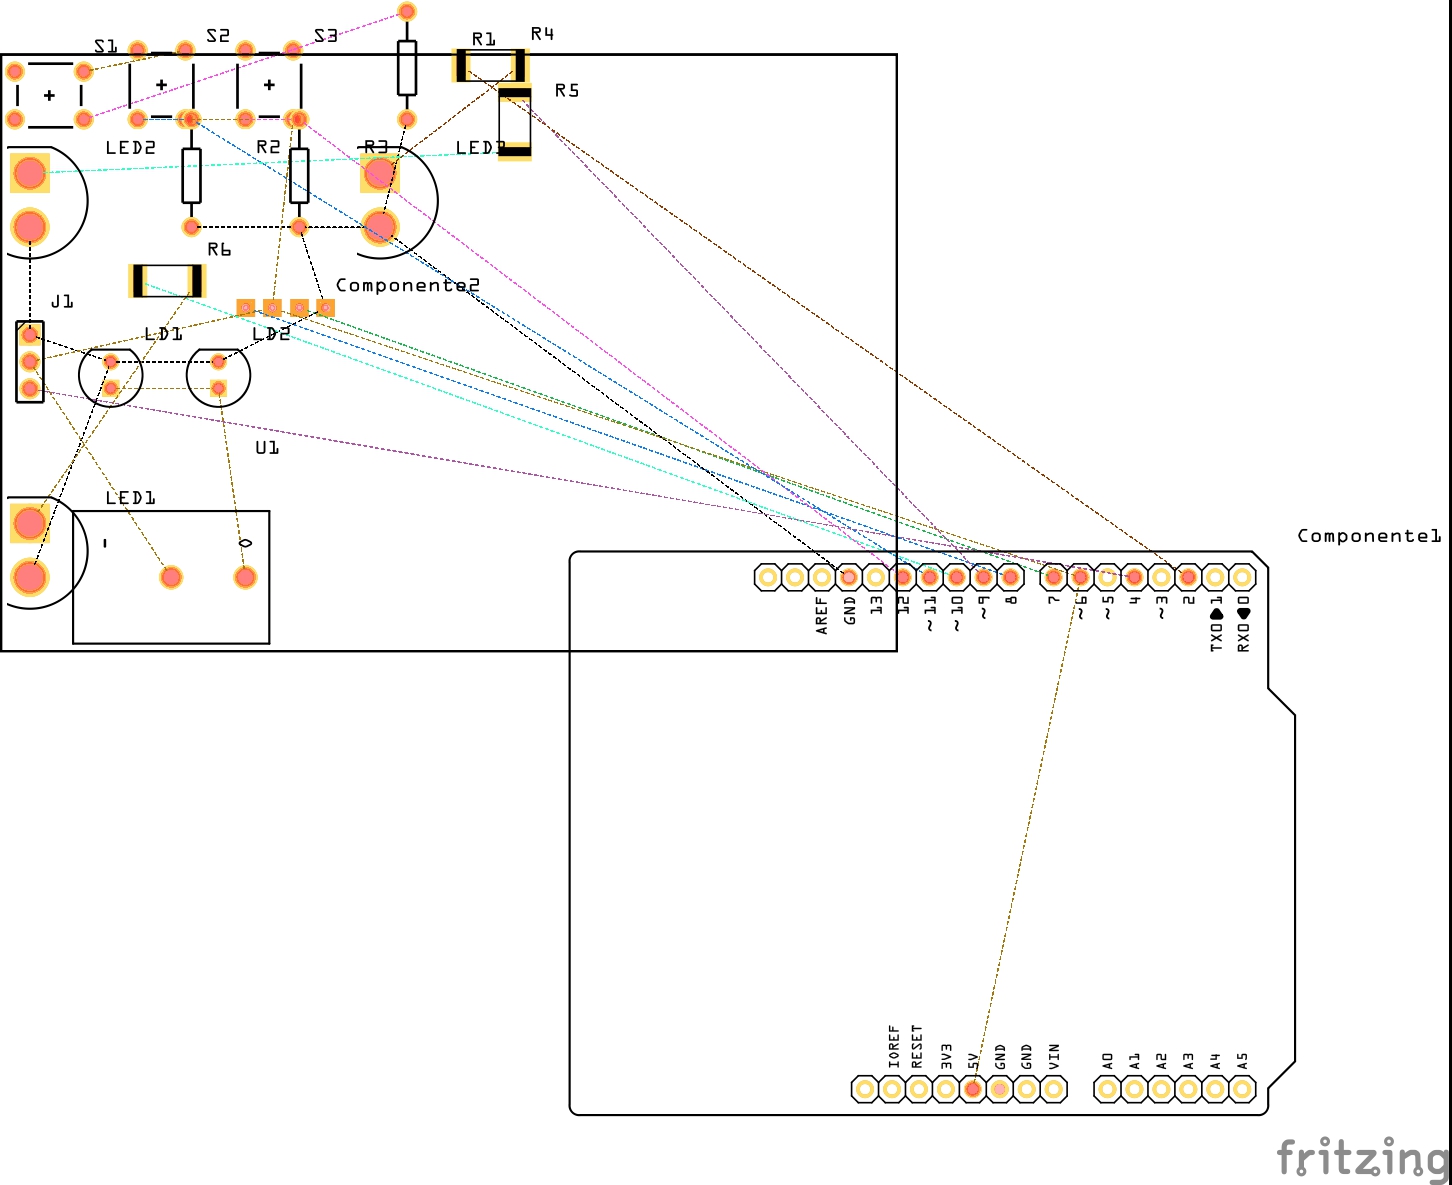 S1
S2
S3
R1
R4
R5
LED2
R2
R3
LED3
R6
Componente2
J1
LD1
LD2
U1
LED1
Componente1
AREF
GND
13
12
~11
~10
~9
8
7
~6
~5
4
~3
2
TX0▶1
RX0◀0
IOREF
RESET
3V3
5V
GND
GND
VIN
A0
A1
A2
A3
A4
A5
fritzing